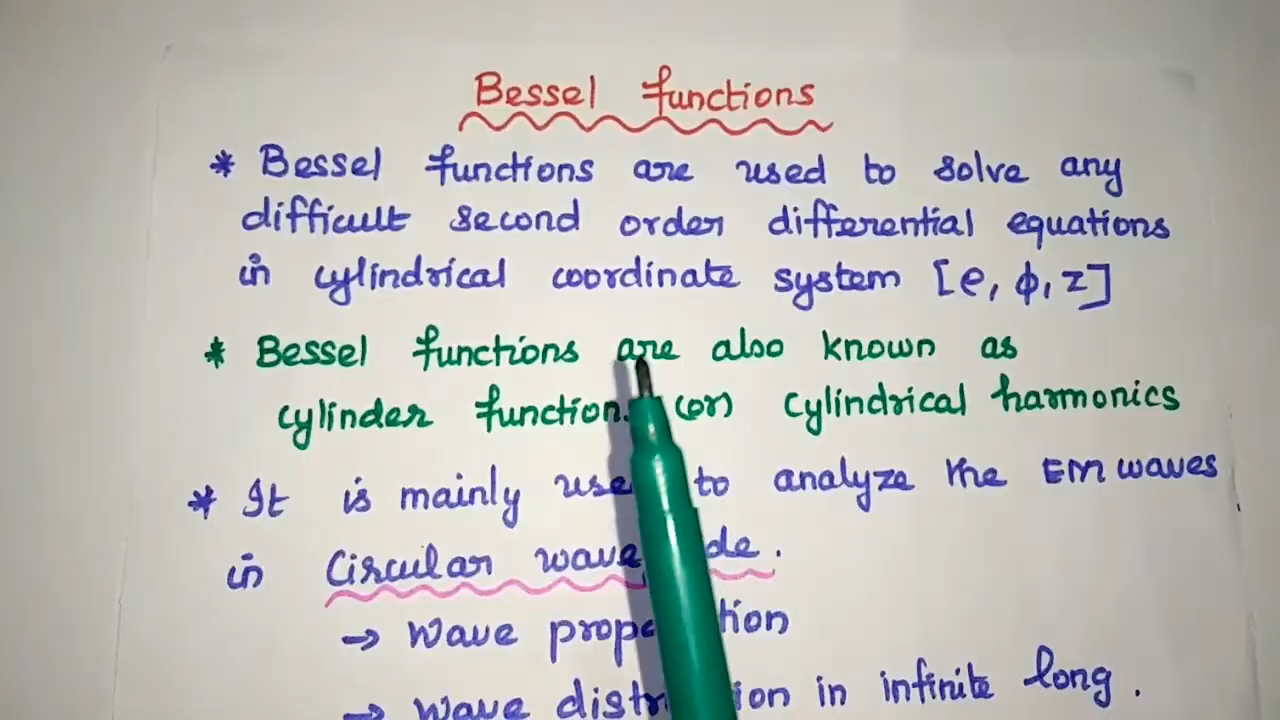 Bessel functions
* Bessel functions are used to solve any
difficult second order differential equations
in cylindrical coordinate system [ρ, φ, z]
* Bessel functions are also known as
cylinder function (or) cylindrical harmonics
* It is mainly to analyze the EM waves
in Circular
→ Wave
→ Wave in infinite long.